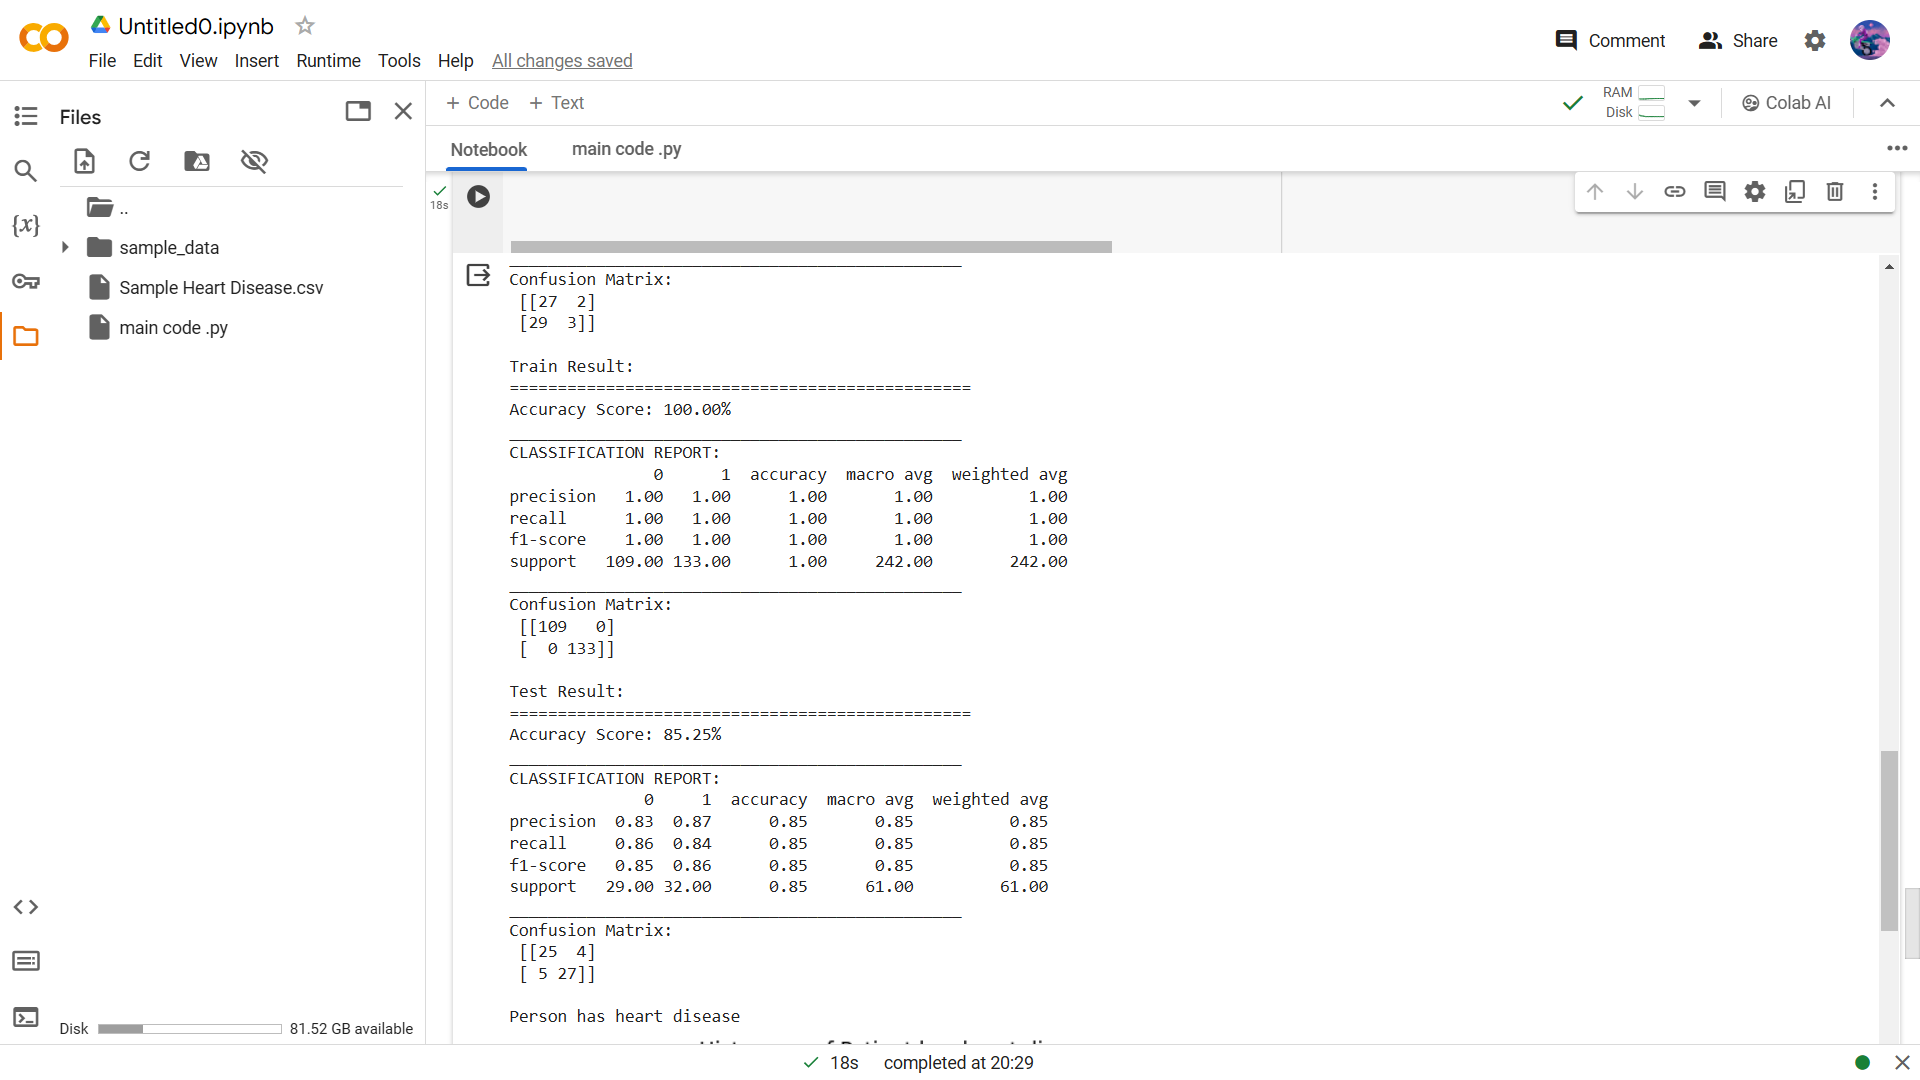 Untitled0.ipynb
File Edit View Insert Runtime Tools Help All changes saved
Comment Share
Files
+ Code + Text
RAM
Disk
Colab AI
Notebook main code .py
..
sample_data
Sample Heart Disease.csv
main code .py
{x}
18s
_______________________________________________
Confusion Matrix:
 [[27  2]
 [29  3]]
Train Result:
================================================
Accuracy Score: 100.00%
_______________________________________________
CLASSIFICATION REPORT:
               0      1  accuracy  macro avg  weighted avg
precision   1.00   1.00      1.00       1.00          1.00
recall      1.00   1.00      1.00       1.00          1.00
f1-score    1.00   1.00      1.00       1.00          1.00
support   109.00 133.00      1.00     242.00        242.00
_______________________________________________
Confusion Matrix:
 [[109   0]
 [  0 133]]
Test Result:
================================================
Accuracy Score: 85.25%
_______________________________________________
CLASSIFICATION REPORT:
              0     1  accuracy  macro avg  weighted avg
precision  0.83  0.87      0.85       0.85          0.85
recall     0.86  0.84      0.85       0.85          0.85
f1-score   0.85  0.86      0.85       0.85          0.85
support   29.00 32.00      0.85      61.00         61.00
_______________________________________________
Confusion Matrix:
 [[25  4]
 [ 5 27]]
Person has heart disease
Disk 81.52 GB available
18s completed at 20:29